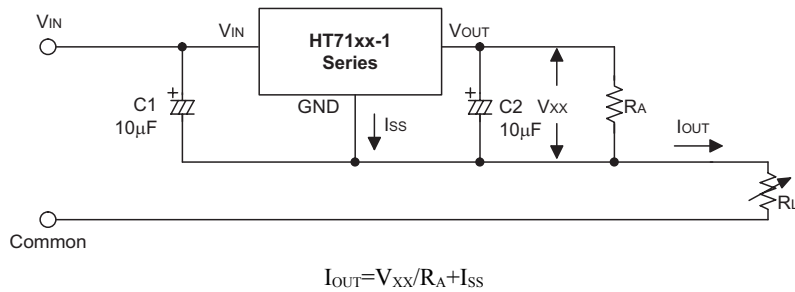 VIN
VIN
HT71xx-1
Series
VOUT
GND
ISS
C1
10μF
C2
10μF
VXX
RA
IOUT
RL
Common
IOUT=VXX/RA+ISS